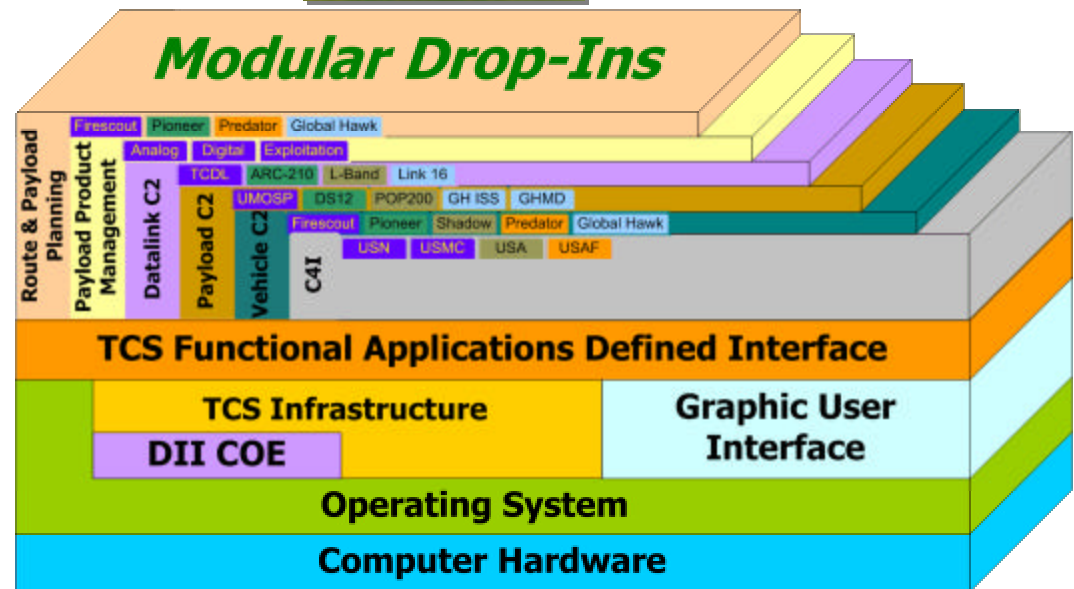 Modular Drop-Ins
Firescout Pioneer Predator Global Hawk
Analog Digital Exploitation
TCDL ARC-210 L-Band Link 16
UMOSP DS12 POP200 GH ISS GHMD
Firescout Pioneer Shadow Predator Global Hawk
USN USMC USA USAF
Route & Payload
Planning
Payload Product
Management
Datalink C2
Payload C2
Vehicle C2
C4I
TCS Functional Applications Defined Interface
TCS Infrastructure
DII COE
Graphic User
Interface
Operating System
Computer Hardware